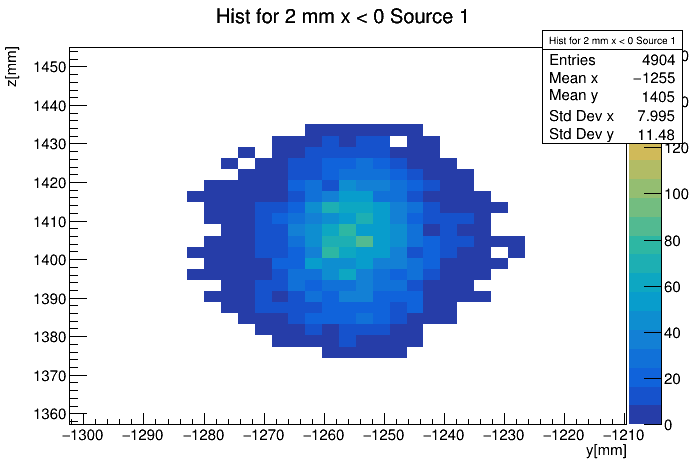 Hist for 2 mm x < 0 Source 1
z[mm]
Hist for 2 mm x < 0 Source 1
Entries 4904
Mean x −1255
Mean y 1405
Std Dev x 7.995
Std Dev y 11.48
1450
1440
1430
1420
1410
1400
1390
1380
1370
1360
120
100
80
60
40
20
0
−1300 −1290 −1280 −1270 −1260 −1250 −1240 −1230 −1220 −1210
y[mm]